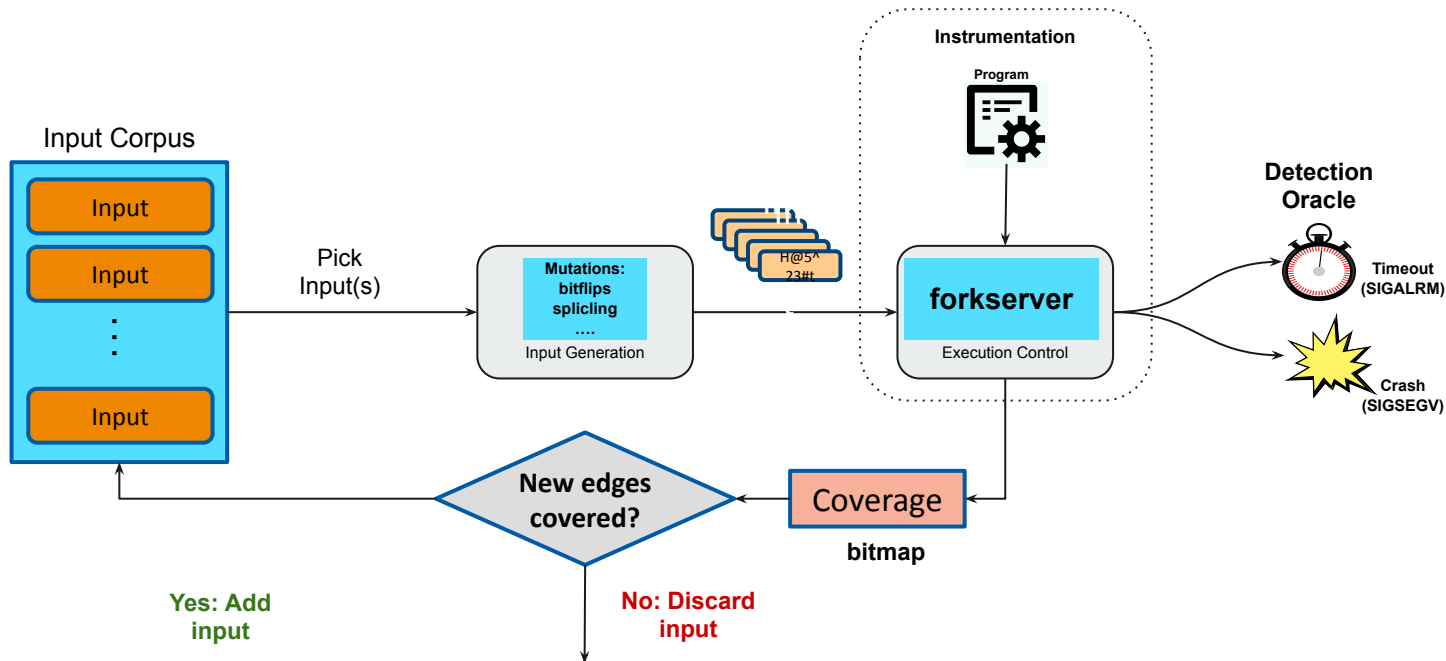 Instrumentation
Program
Input Corpus
Input
Input
Input
Pick
Input(s)
Mutations:
bitflips
splicling
....
Input Generation
H@5^
23#t
forkserver
Execution Control
Detection
Oracle
Timeout
(SIGALRM)
Crash
(SIGSEGV)
New edges
covered?
Coverage
bitmap
Yes: Add
input
No: Discard
input